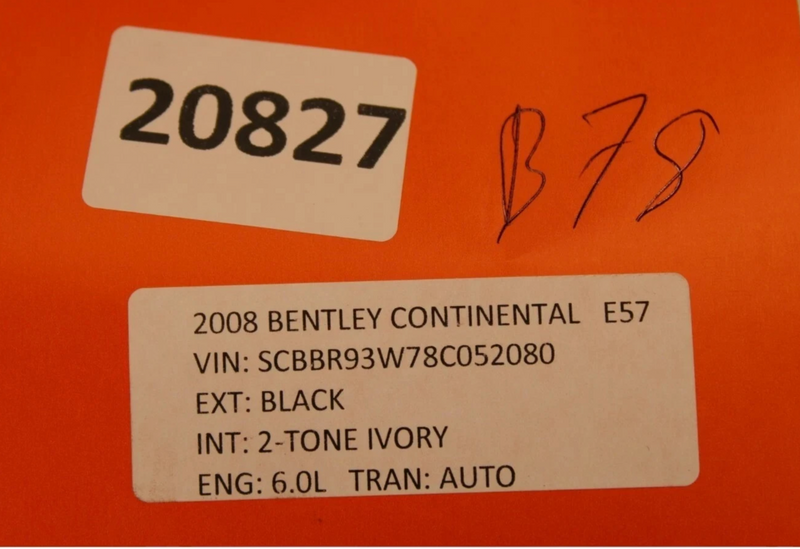 20827
B78
2008 BENTLEY CONTINENTAL E57
VIN: SCBBR93W78C052080
EXT: BLACK
INT: 2-TONE IVORY
ENG: 6.0L TRAN: AUTO